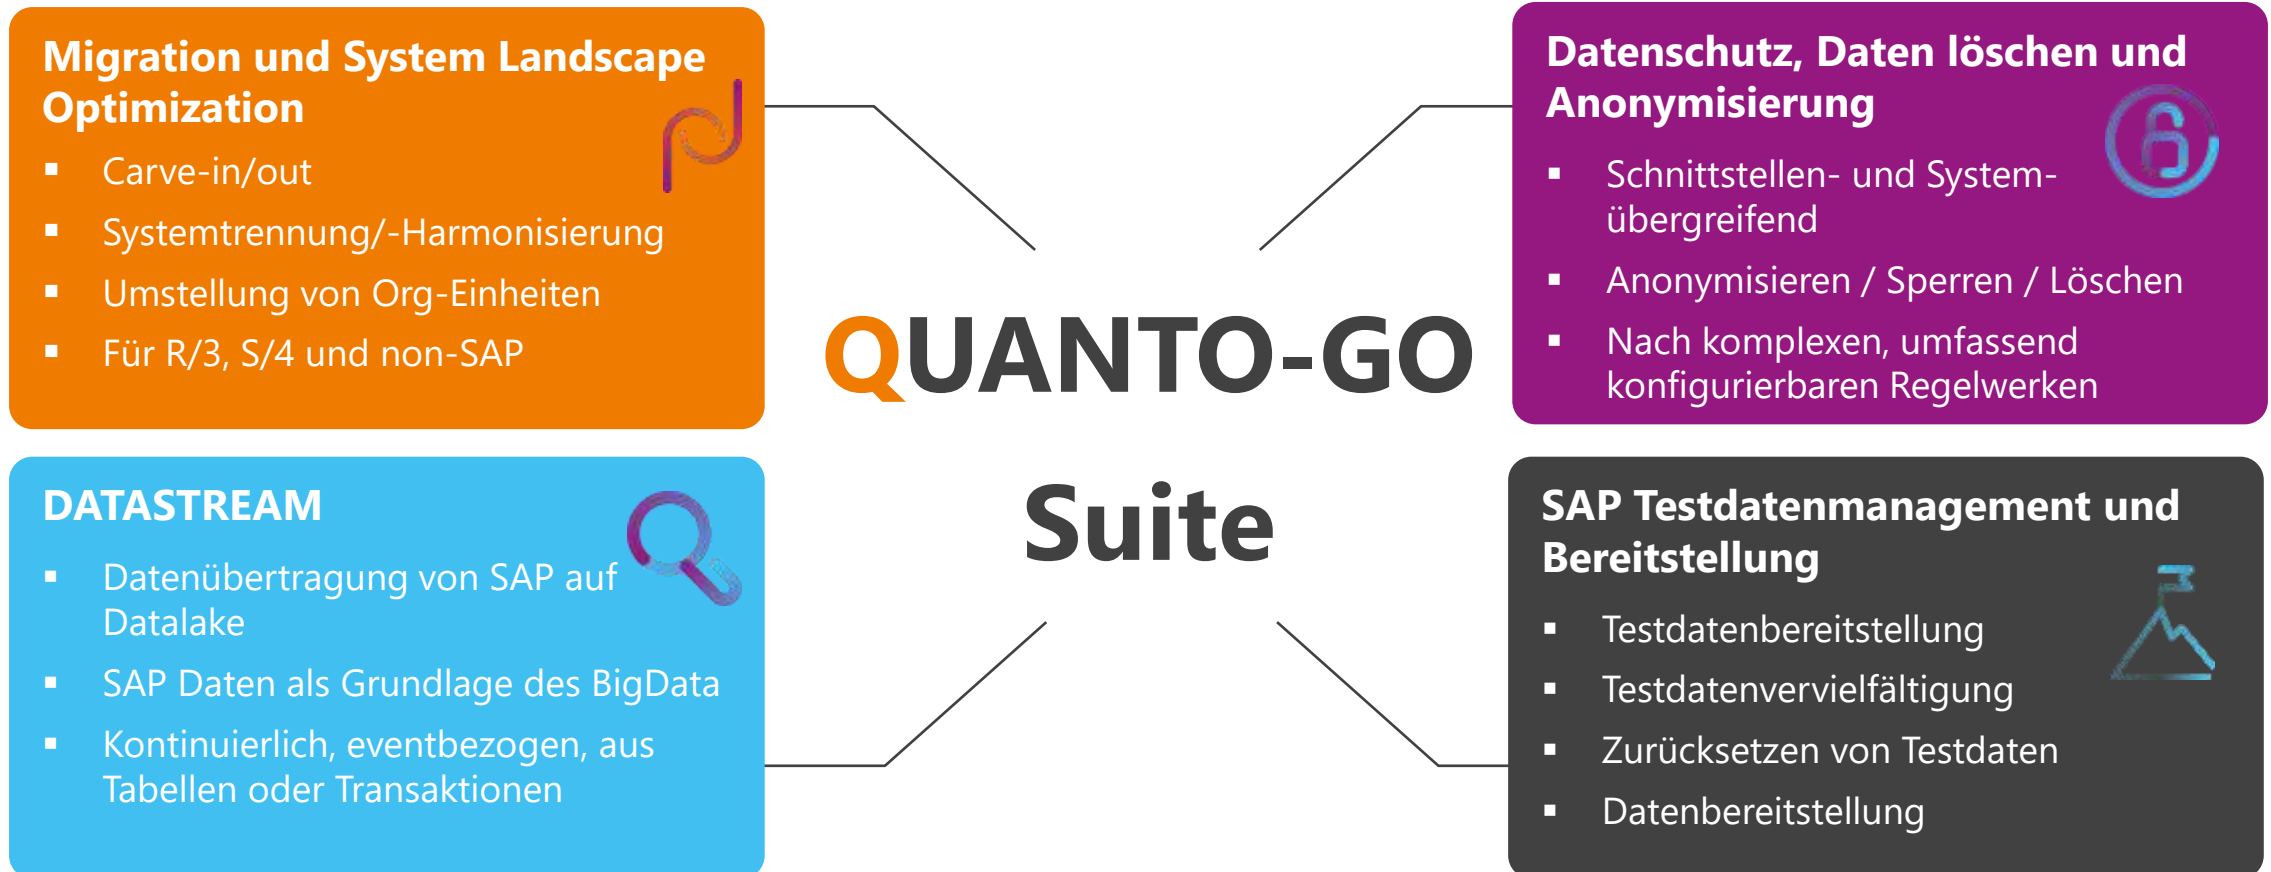 Migration und System Landscape
Optimization
▪ Carve-in/out
▪ Systemtrennung/-Harmonisierung
▪ Umstellung von Org-Einheiten
▪ Für R/3, S/4 und non-SAP
Datenschutz, Daten löschen und
Anonymisierung
▪ Schnittstellen- und System-
übergreifend
▪ Anonymisieren / Sperren / Löschen
▪ Nach komplexen, umfassend
konfigurierbaren Regelwerken
QUANTO-GO
Suite
DATASTREAM
▪ Datenübertragung von SAP auf
Datalake
▪ SAP Daten als Grundlage des BigData
▪ Kontinuierlich, eventbezogen, aus
Tabellen oder Transaktionen
SAP Testdatenmanagement und
Bereitstellung
▪ Testdatenbereitstellung
▪ Testdatenvervielfältigung
▪ Zurücksetzen von Testdaten
▪ Datenbereitstellung